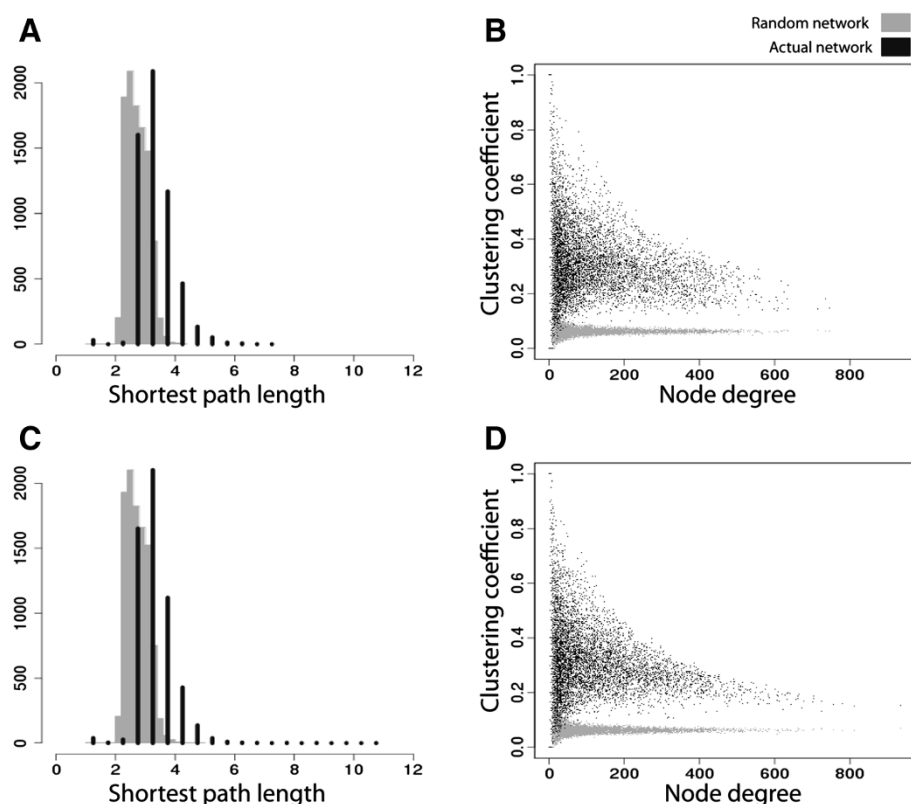 A
B
Random network
Actual network
2000
1500
1000
500
0
0 2 4 6 8 10 12
Shortest path length
Clustering coefficient
1.0
0.8
0.6
0.4
0.2
0.0
0 200 400 600 800
Node degree
C
D
2000
1500
1000
500
0
0 2 4 6 8 10 12
Shortest path length
Clustering coefficient
1.0
0.8
0.6
0.4
0.2
0.0
0 200 400 600 800
Node degree